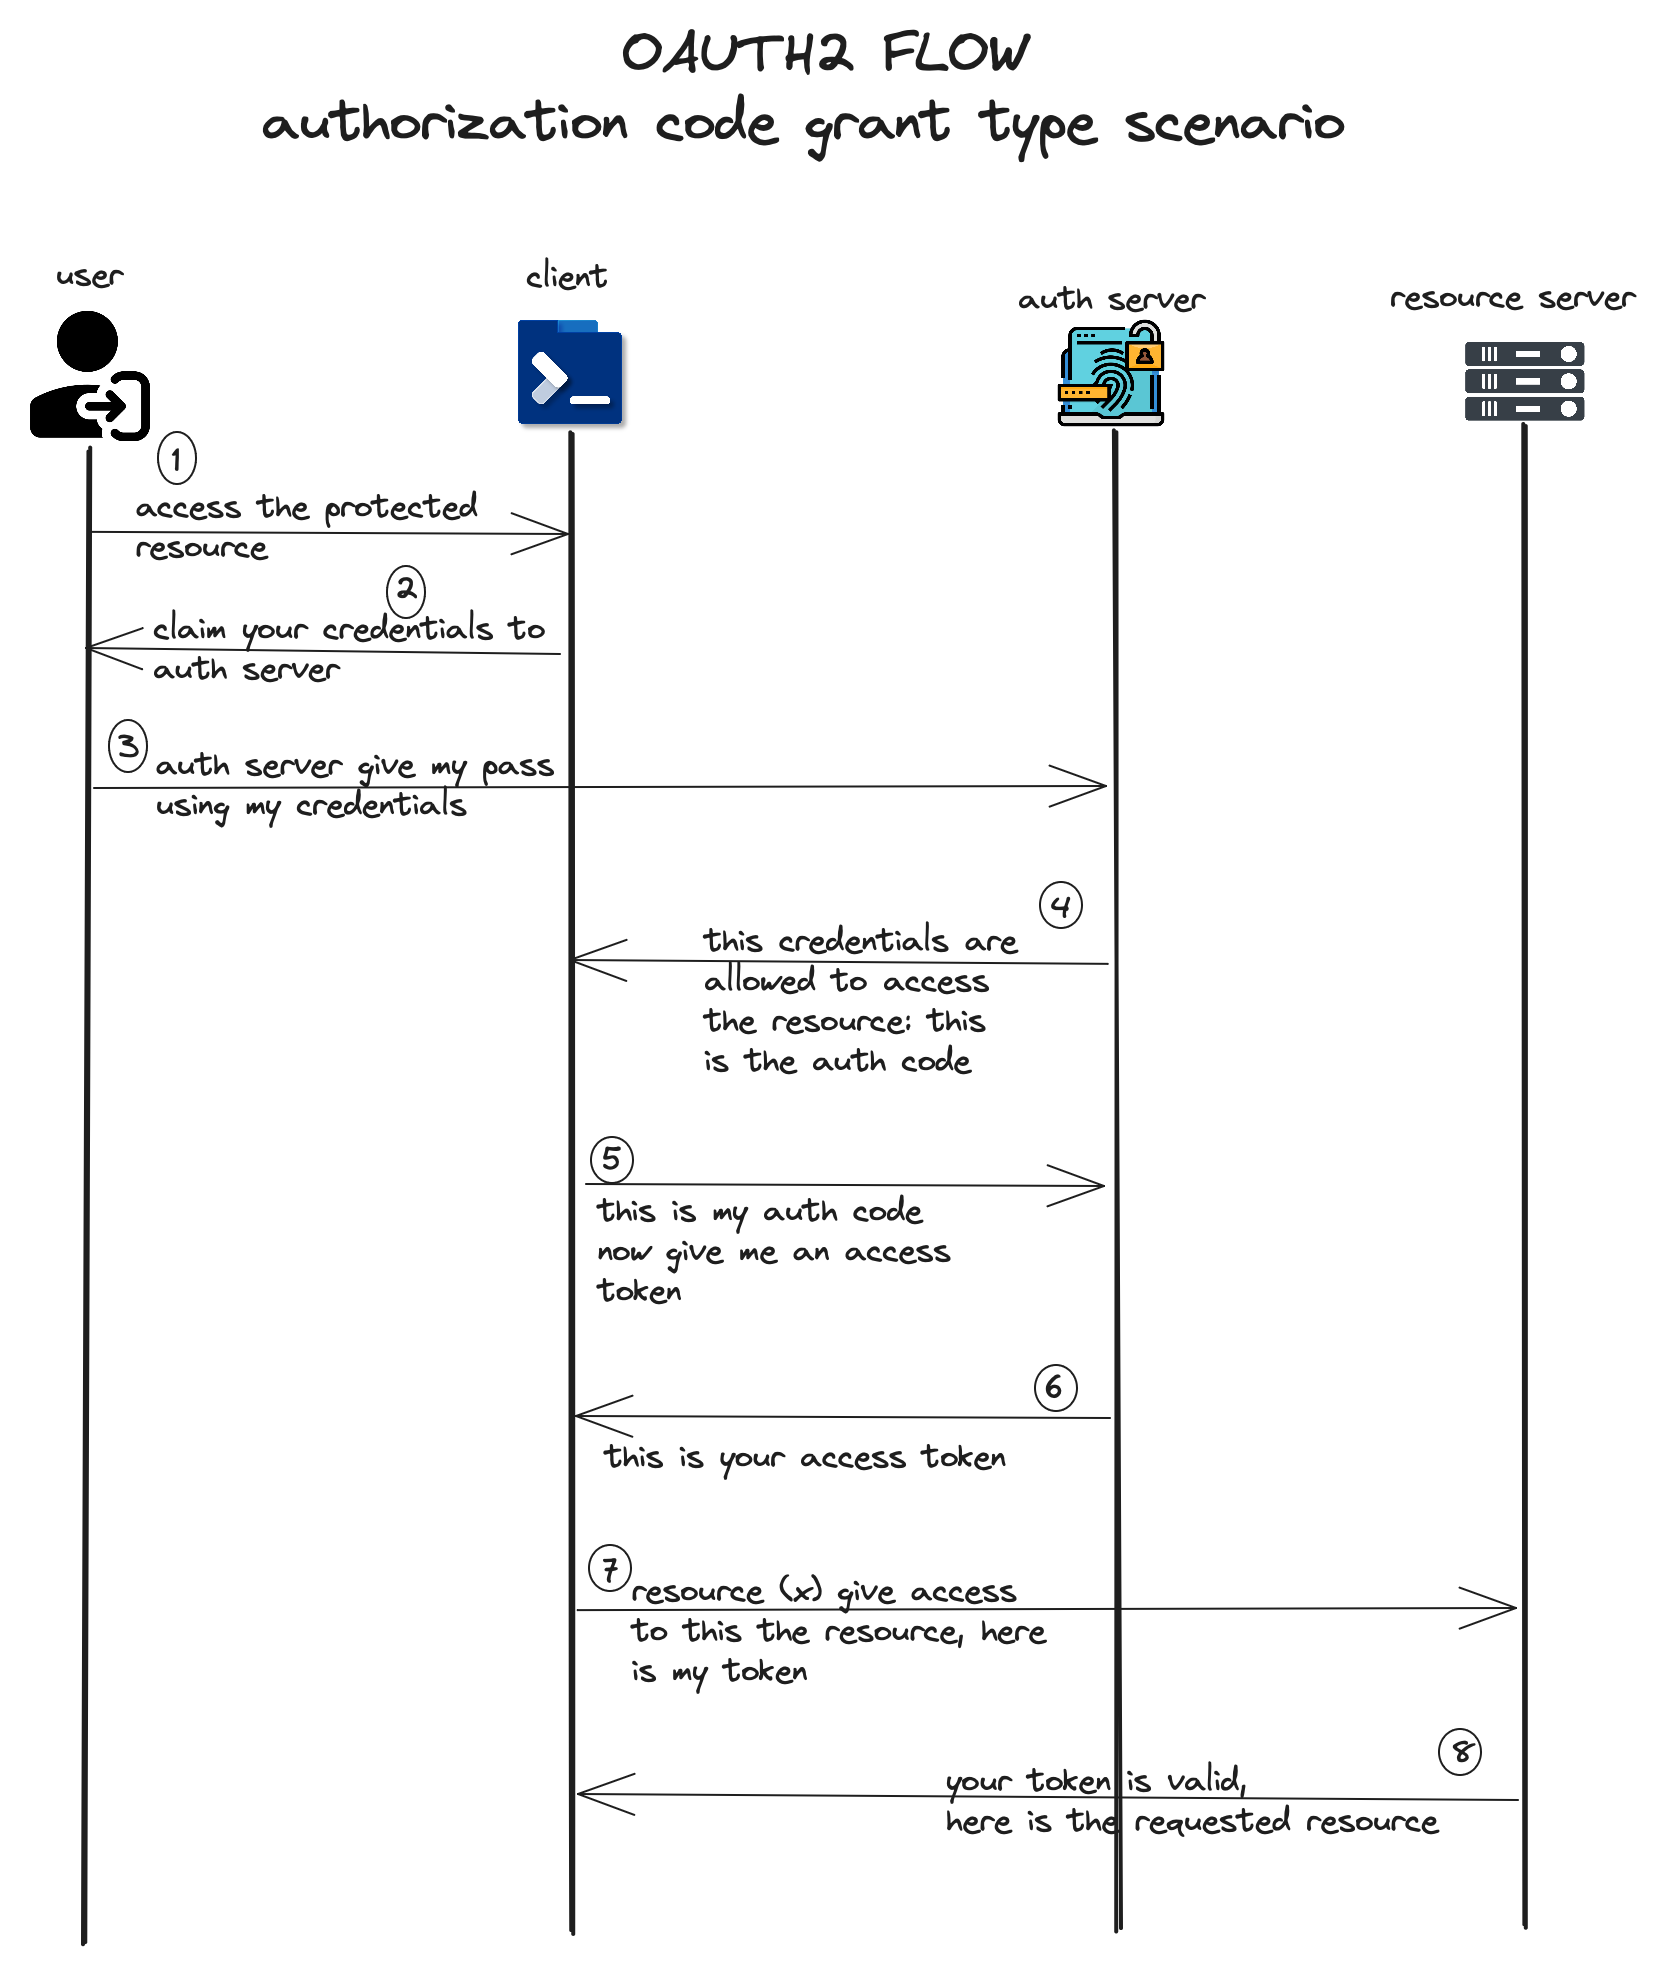 OAUTH2 FLOW
authorization code grant type scenario
user
client
auth server
resource server
1
access the protected
resource
2
claim your credentials to
auth server
3
auth server give my pass
using my credentials
4
this credentials are
allowed to access
the resource: this
is the auth code
5
this is my auth code
now give me an access
token
6
this is your access token
7
resource (x) give access
to this the resource, here
is my token
8
your token is valid,
here is the requested resource